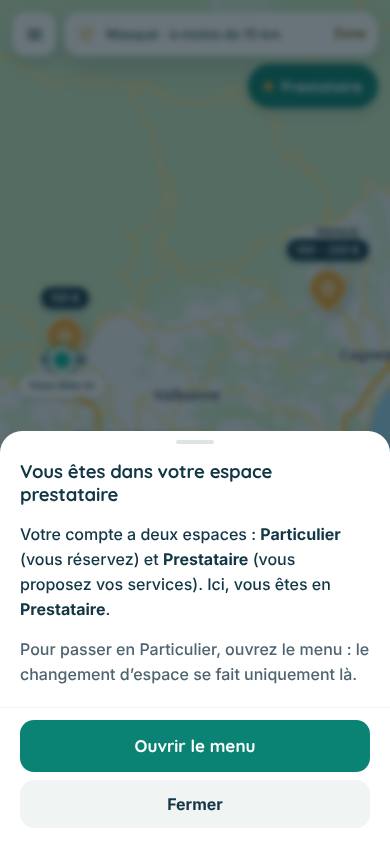 Prestataire
Vous êtes dans votre espace
prestataire
Votre compte a deux espaces : Particulier
(vous réservez) et Prestataire (vous
proposez vos services). Ici, vous êtes en
Prestataire.
Pour passer en Particulier, ouvrez le menu : le
changement d’espace se fait uniquement là.
Ouvrir le menu
Fermer